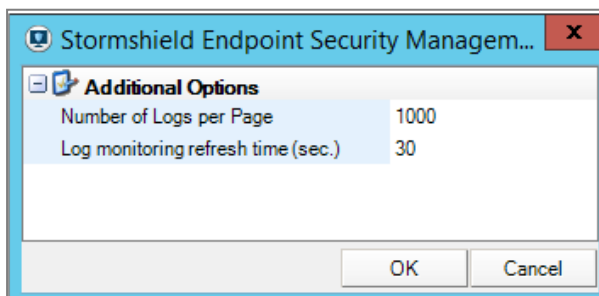 Stormshield Endpoint Security Managem...
x
Additional Options
Number of Logs per Page 1000
Log monitoring refresh time (sec.) 30
OK Cancel